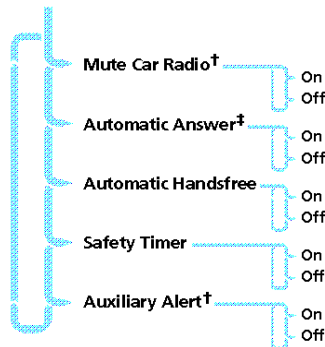 Mute Car Radio†
On
Off
Automatic Answer‡
On
Off
Automatic Handsfree
On
Off
Safety Timer
On
Off
Auxiliary Alert†
On
Off